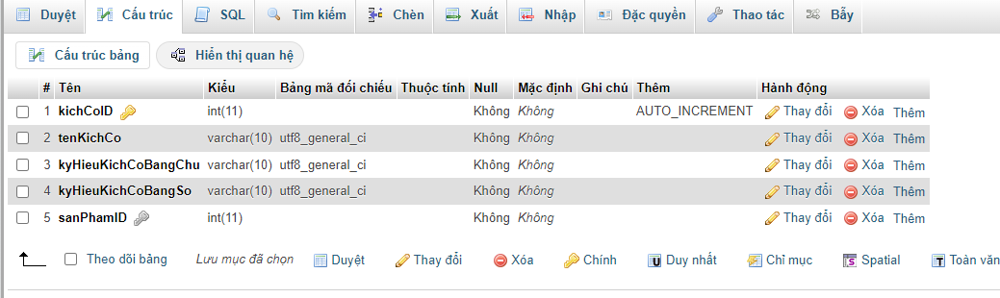 Duyệt Cấu trúc SQL Tìm kiếm Chèn Xuất Nhập Đặc quyền Thao tác Bẫy
Cấu trúc bảng Hiển thị quan hệ
# Tên Kiểu Bảng mã đối chiếu Thuộc tính Null Mặc định Ghi chú Thêm Hành động
1 kichCoID int(11) Không Không AUTO_INCREMENT Thay đổi Xóa Thêm
2 tenKichCo varchar(10) utf8_general_ci Không Không Thay đổi Xóa Thêm
3 kyHieuKichCoBangChu varchar(10) utf8_general_ci Không Không Thay đổi Xóa Thêm
4 kyHieuKichCoBangSo varchar(10) utf8_general_ci Không Không Thay đổi Xóa Thêm
5 sanPhamID int(11) Không Không Thay đổi Xóa Thêm
Theo dõi bảng Lưu mục đã chọn Duyệt Thay đổi Xóa Chính Duy nhất Chỉ mục Spatial Toàn văn